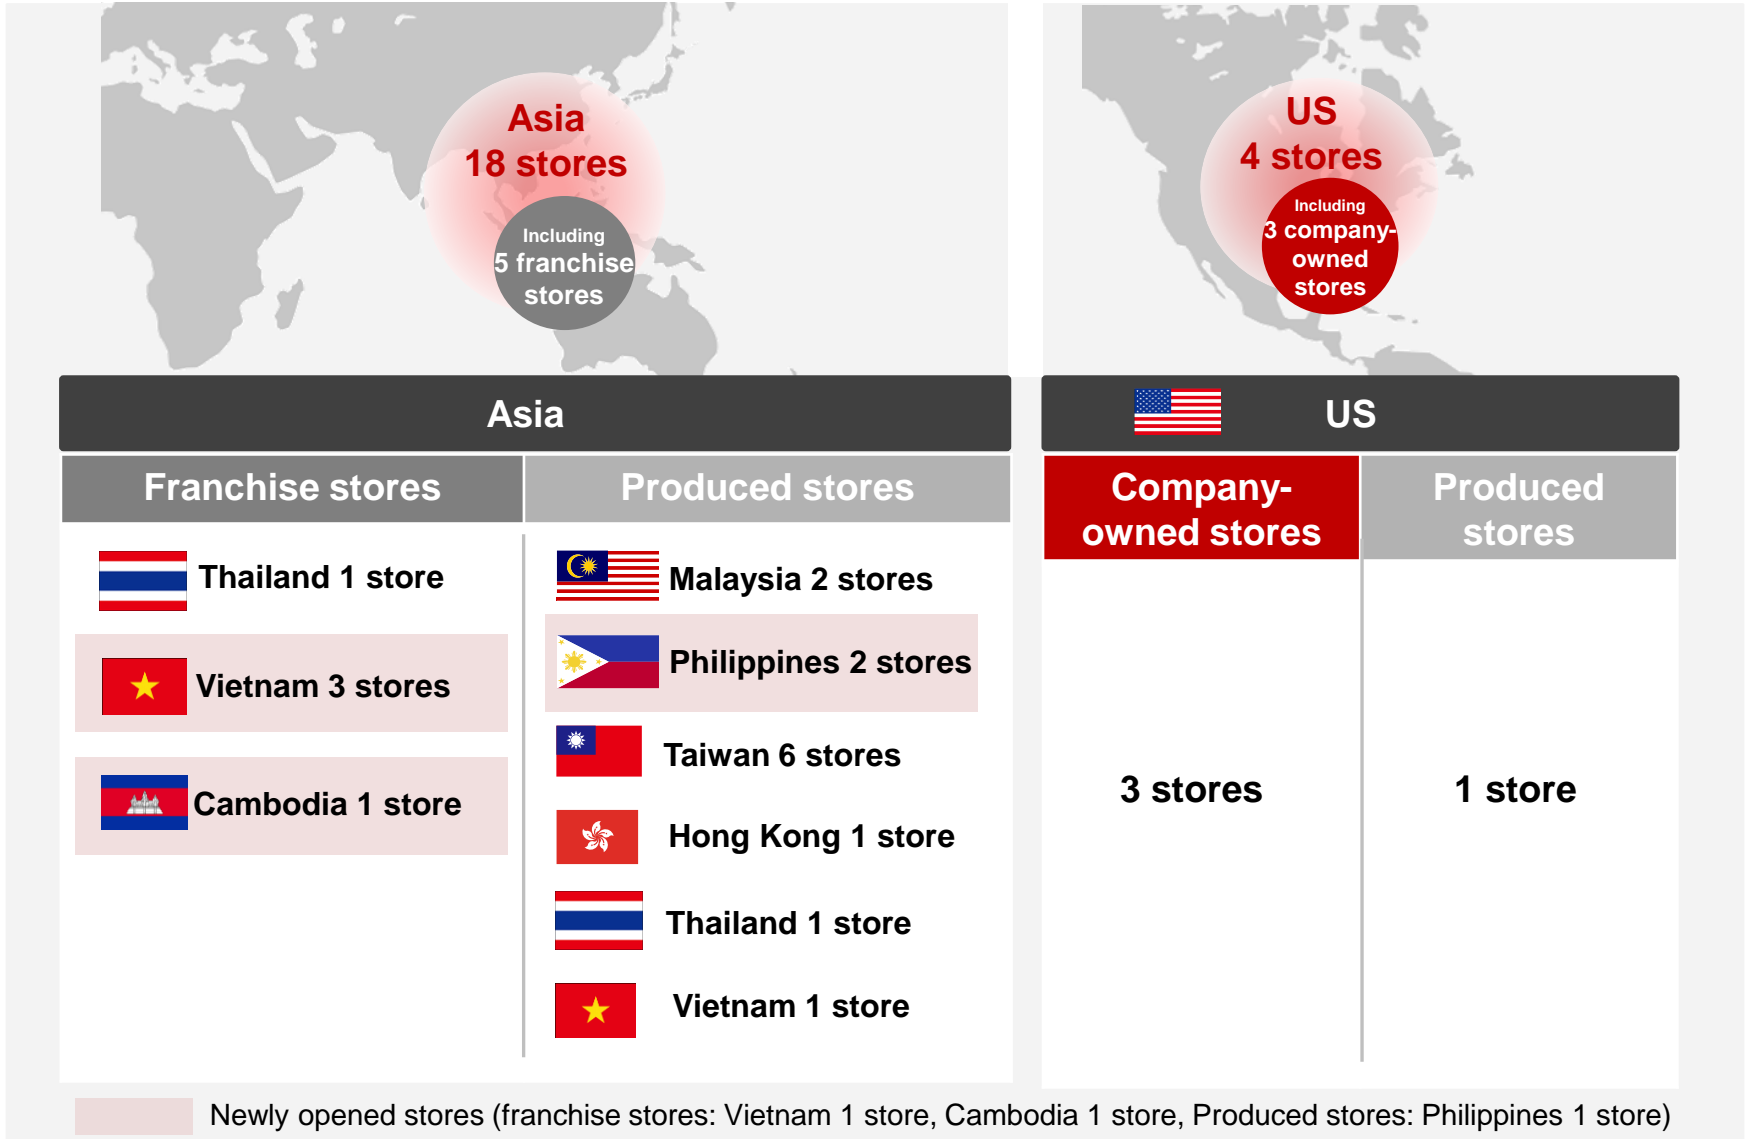 Asia
18 stores
Including
5 franchise
stores
US
4 stores
Including
3 company-
owned
stores
Asia
Franchise stores
Produced stores
Thailand 1 store
Vietnam 3 stores
Cambodia 1 store
Malaysia 2 stores
Philippines 2 stores
Taiwan 6 stores
Hong Kong 1 store
Thailand 1 store
Vietnam 1 store
US
Company-
owned stores
Produced
stores
3 stores
1 store
Newly opened stores (franchise stores: Vietnam 1 store, Cambodia 1 store, Produced stores: Philippines 1 store)